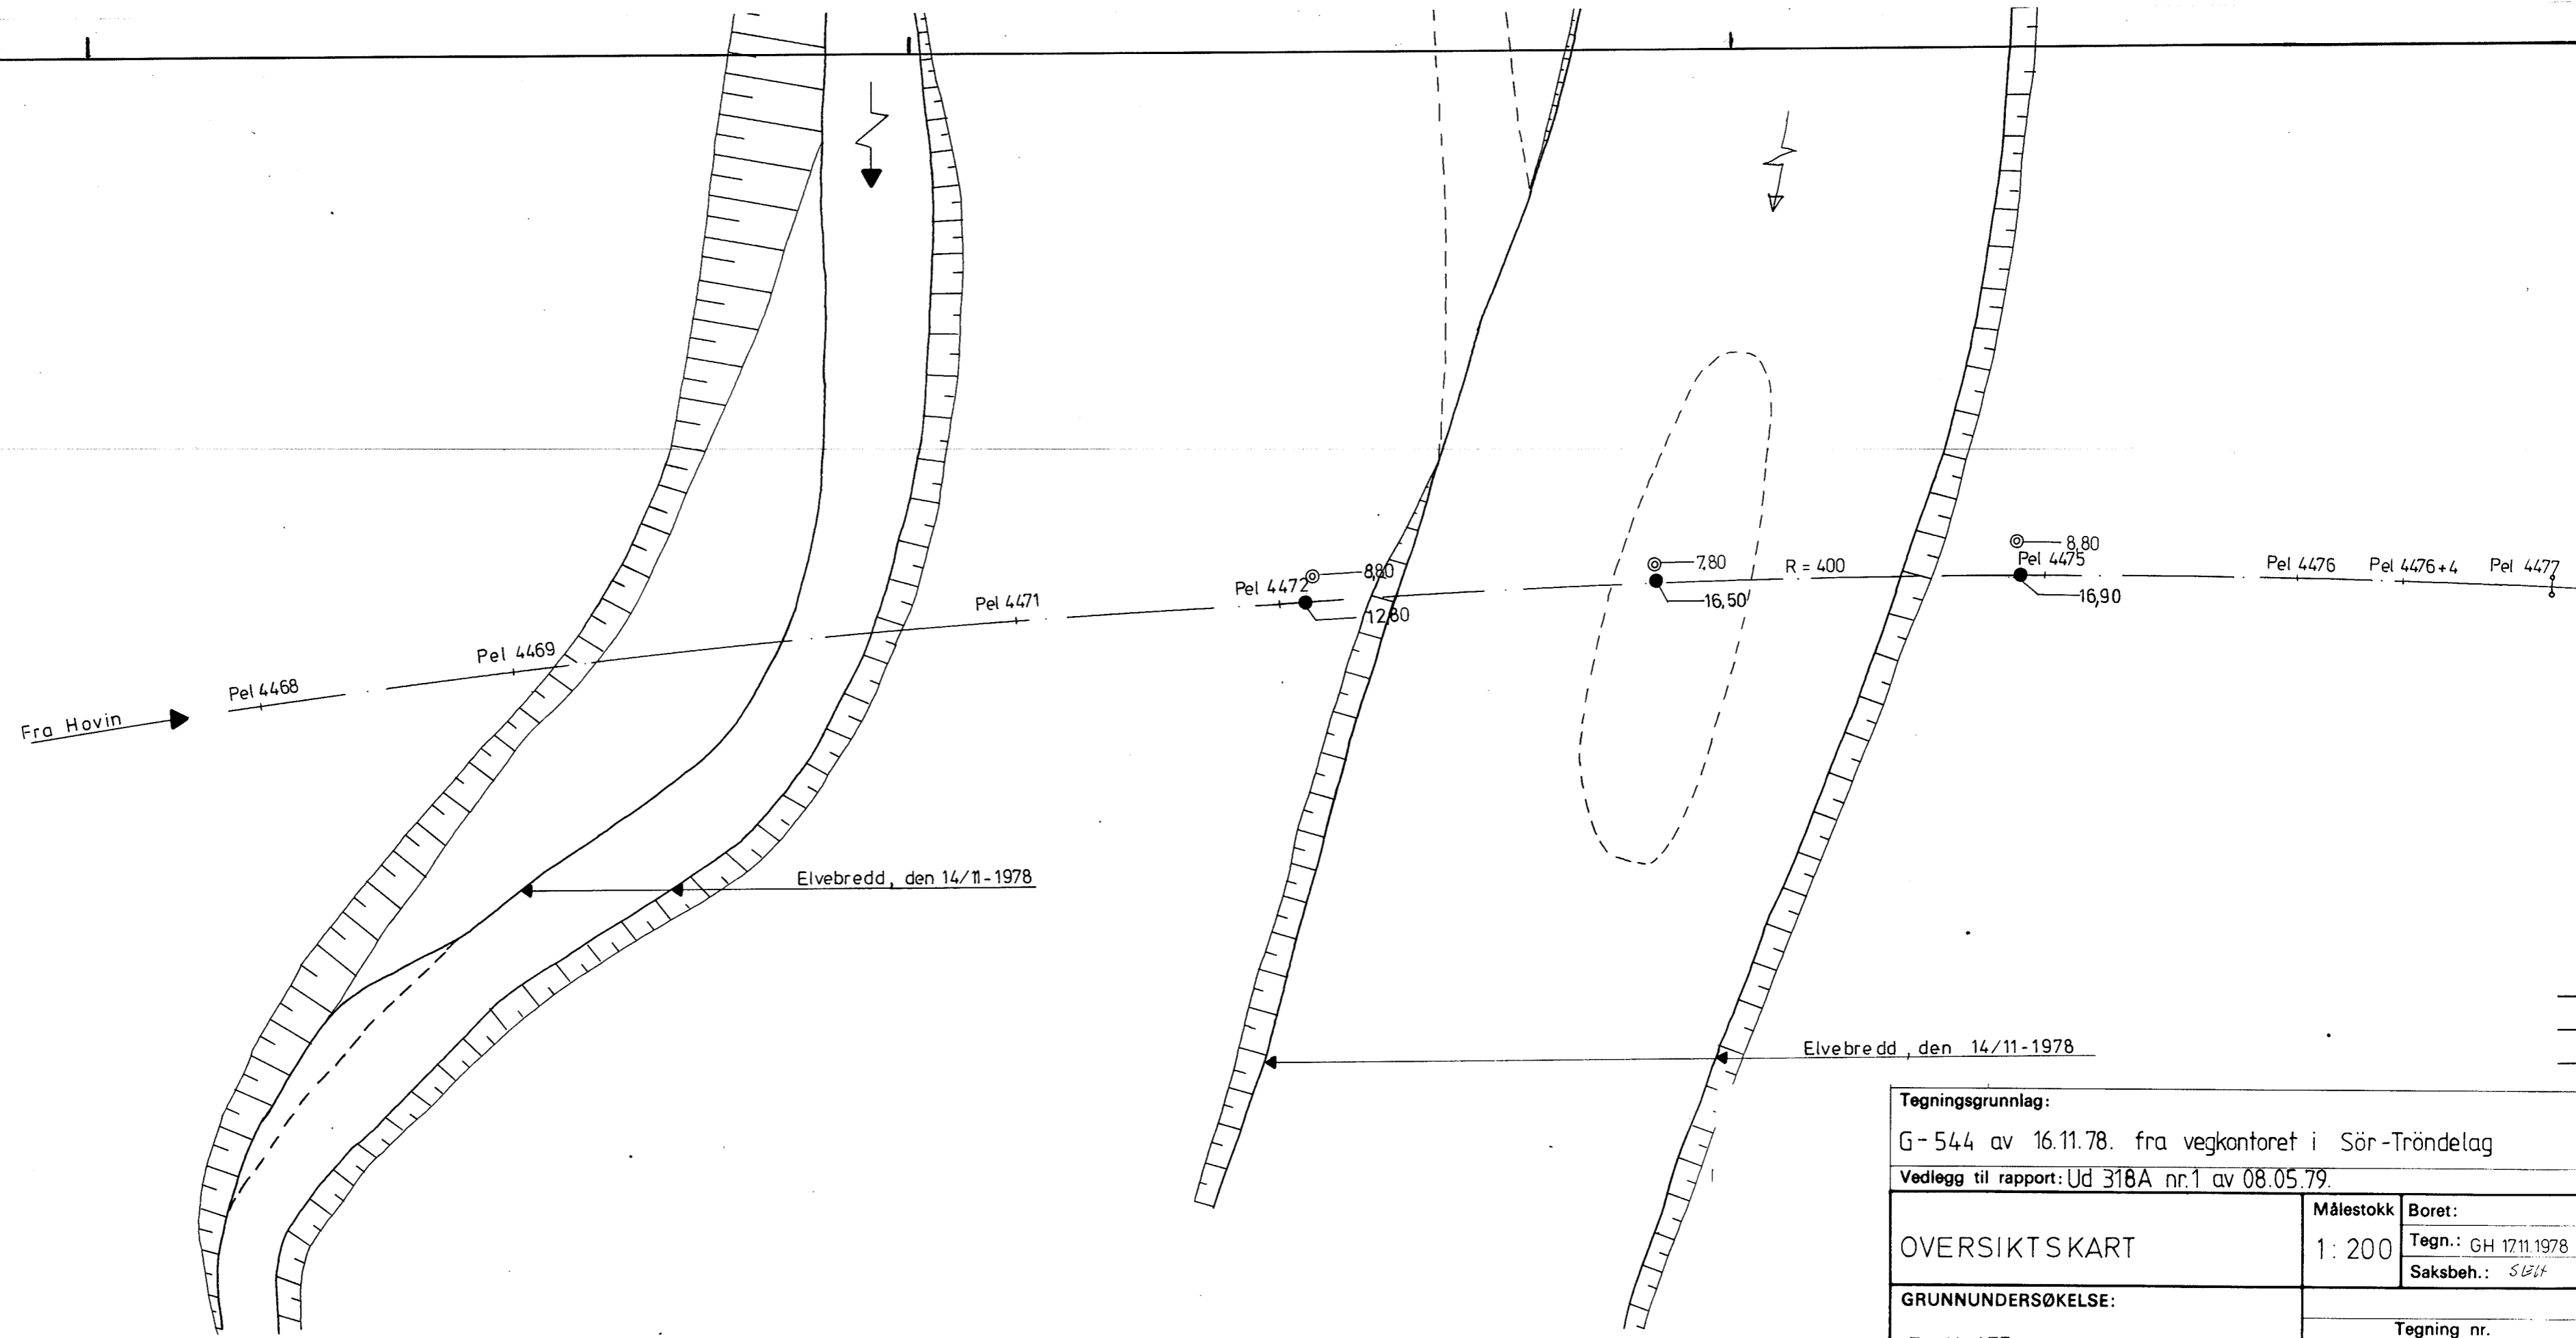 8,80
7,80
R = 400
8,80
Pel 4475
Pel 4476
Pel 4476+4
Pel 4477
Pel 4472
12,80
16,50
16,90
Pel 4471
Pel 4469
Pel 4468
Fra Hovin
Elvebredd, den 14/11-1978
Elvebredd, den 14/11-1978
Tegningsgrunnlag:
G-544 av 16.11.78. fra vegkontoret i Sör-Tröndelag
Vedlegg til rapport: Ud 318A nr.1 av 08.05.79.
OVERSIKTSKART
Målestokk
1:200
Boret:
Tegn.: GH 17.11.1978
Saksbeh.:
GRUNNUNDERSØKELSE:
Tegning nr.